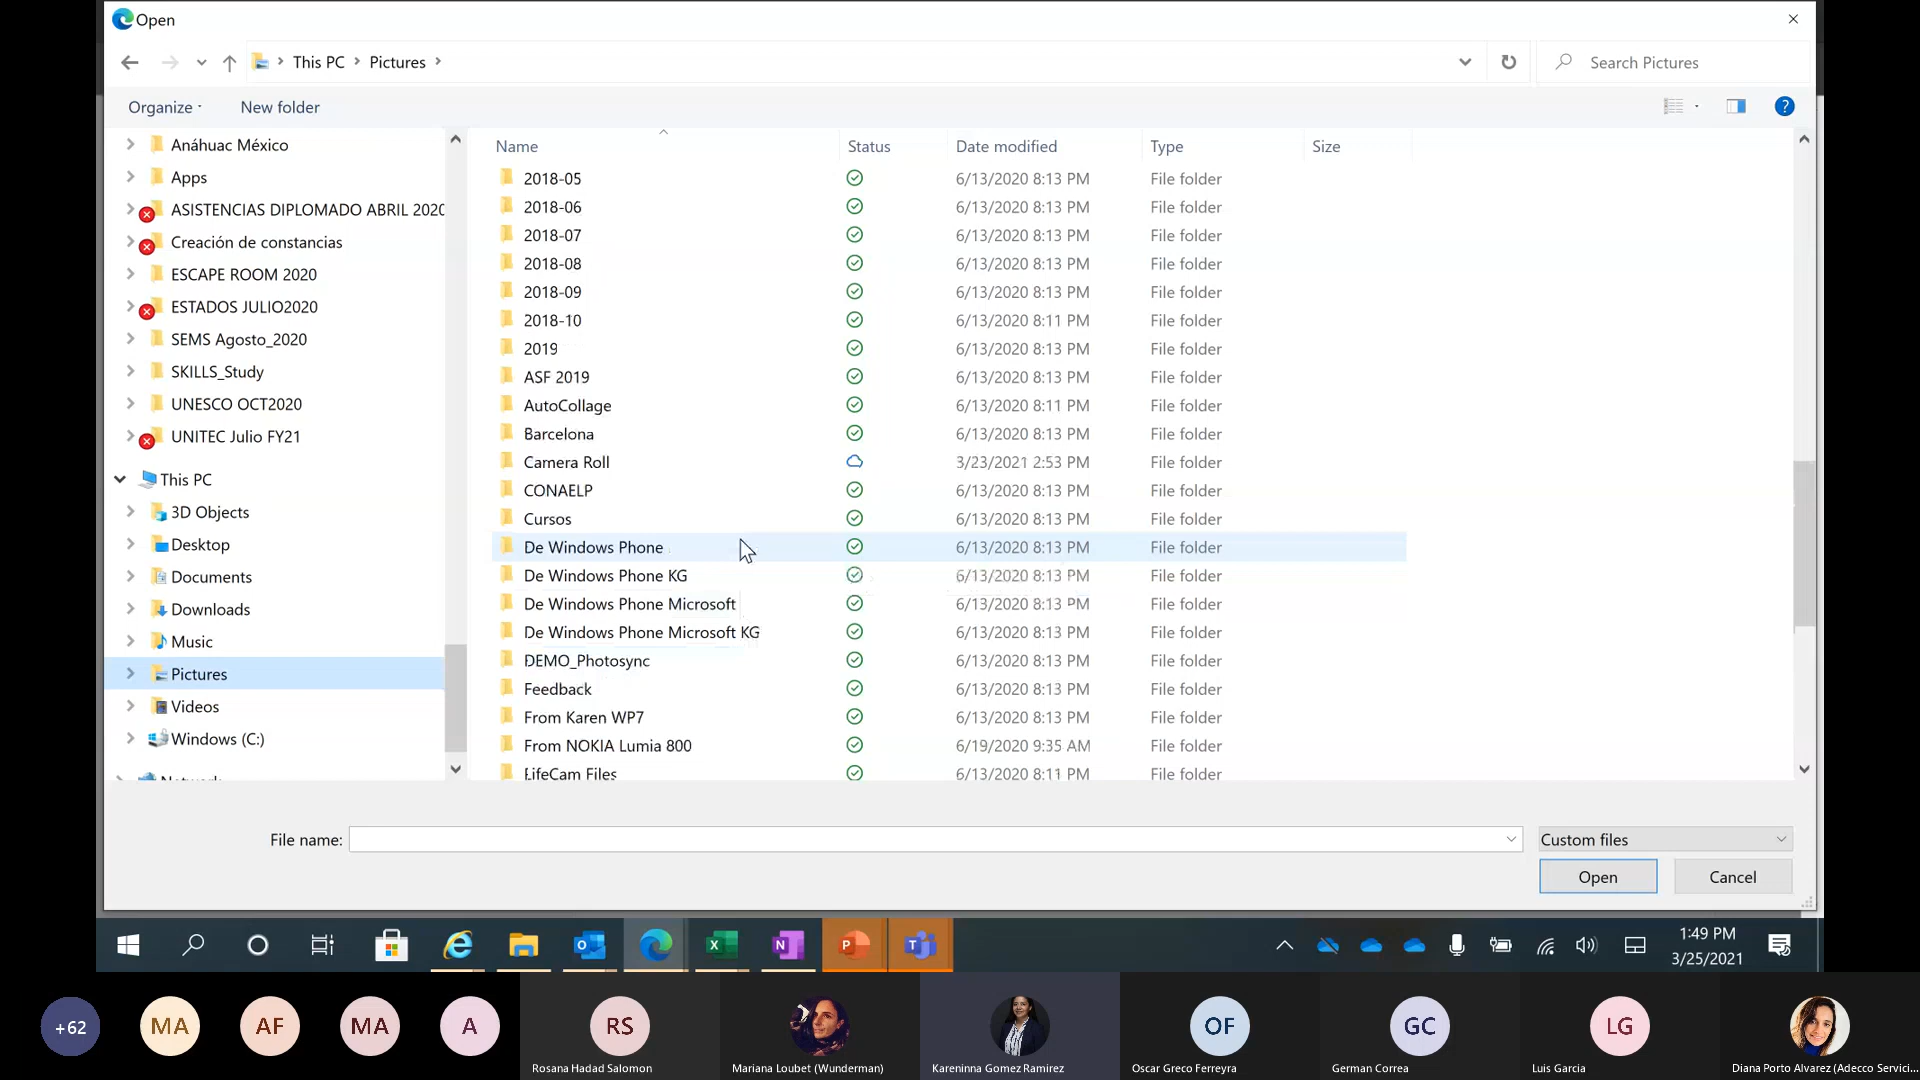 Open
This PC
Pictures
Search Pictures
Organize
New folder
Anáhuac México
Apps
ASISTENCIAS DIPLOMADO ABRIL 2020
Creación de constancias
ESCAPE ROOM 2020
ESTADOS JULIO2020
SEMS Agosto_2020
SKILLS_Study
UNESCO OCT2020
UNITEC Julio FY21
This PC
3D Objects
Desktop
Documents
Downloads
Music
Pictures
Videos
Windows (C:)
Network
Name Status Date modified Type Size
2018-05 6/13/2020 8:13 PM File folder
2018-06 6/13/2020 8:13 PM File folder
2018-07 6/13/2020 8:13 PM File folder
2018-08 6/13/2020 8:13 PM File folder
2018-09 6/13/2020 8:13 PM File folder
2018-10 6/13/2020 8:11 PM File folder
2019 6/13/2020 8:13 PM File folder
ASF 2019 6/13/2020 8:13 PM File folder
AutoCollage 6/13/2020 8:11 PM File folder
Barcelona 6/13/2020 8:13 PM File folder
Camera Roll 3/23/2021 2:53 PM File folder
CONAELP 6/13/2020 8:13 PM File folder
Cursos 6/13/2020 8:13 PM File folder
De Windows Phone 6/13/2020 8:13 PM File folder
De Windows Phone KG 6/13/2020 8:13 PM File folder
De Windows Phone Microsoft 6/13/2020 8:13 PM File folder
De Windows Phone Microsoft KG 6/13/2020 8:13 PM File folder
DEMO_Photosync 6/13/2020 8:13 PM File folder
Feedback 6/13/2020 8:13 PM File folder
From Karen WP7 6/13/2020 8:13 PM File folder
From NOKIA Lumia 800 6/19/2020 9:35 AM File folder
LifeCam Files 6/13/2020 8:11 PM File folder
File name:
Custom files
Open
Cancel
1:49 PM
3/25/2021
+62
MA
AF
MA
A
RS
OF
GC
LG
Rosana Hadad Salomon
Mariana Loubet (Wunderman)
Kareninna Gomez Ramirez
Oscar Greco Ferreyra
German Correa
Luis Garcia
Diana Porto Alvarez (Adecco Servici...